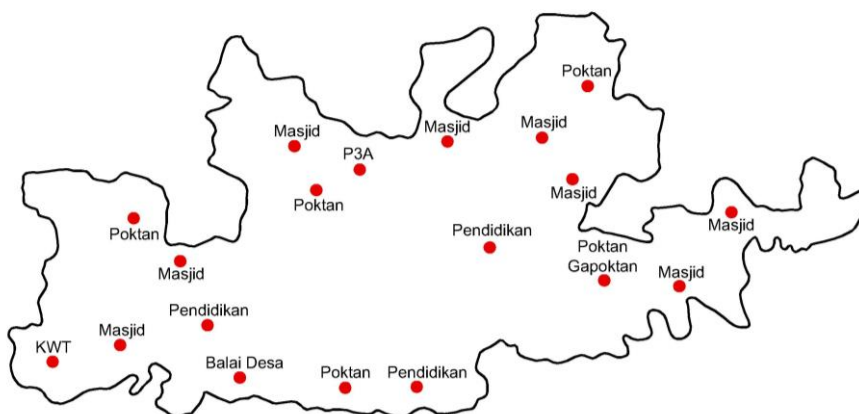 Poktan
Masjid
Masjid
Masjid
P3A
Poktan
Masjid
Poktan
Masjid
Pendidikan
Poktan
Gapoktan
Masjid
Masjid
Pendidikan
Masjid
KWT
Balai Desa
Poktan
Pendidikan